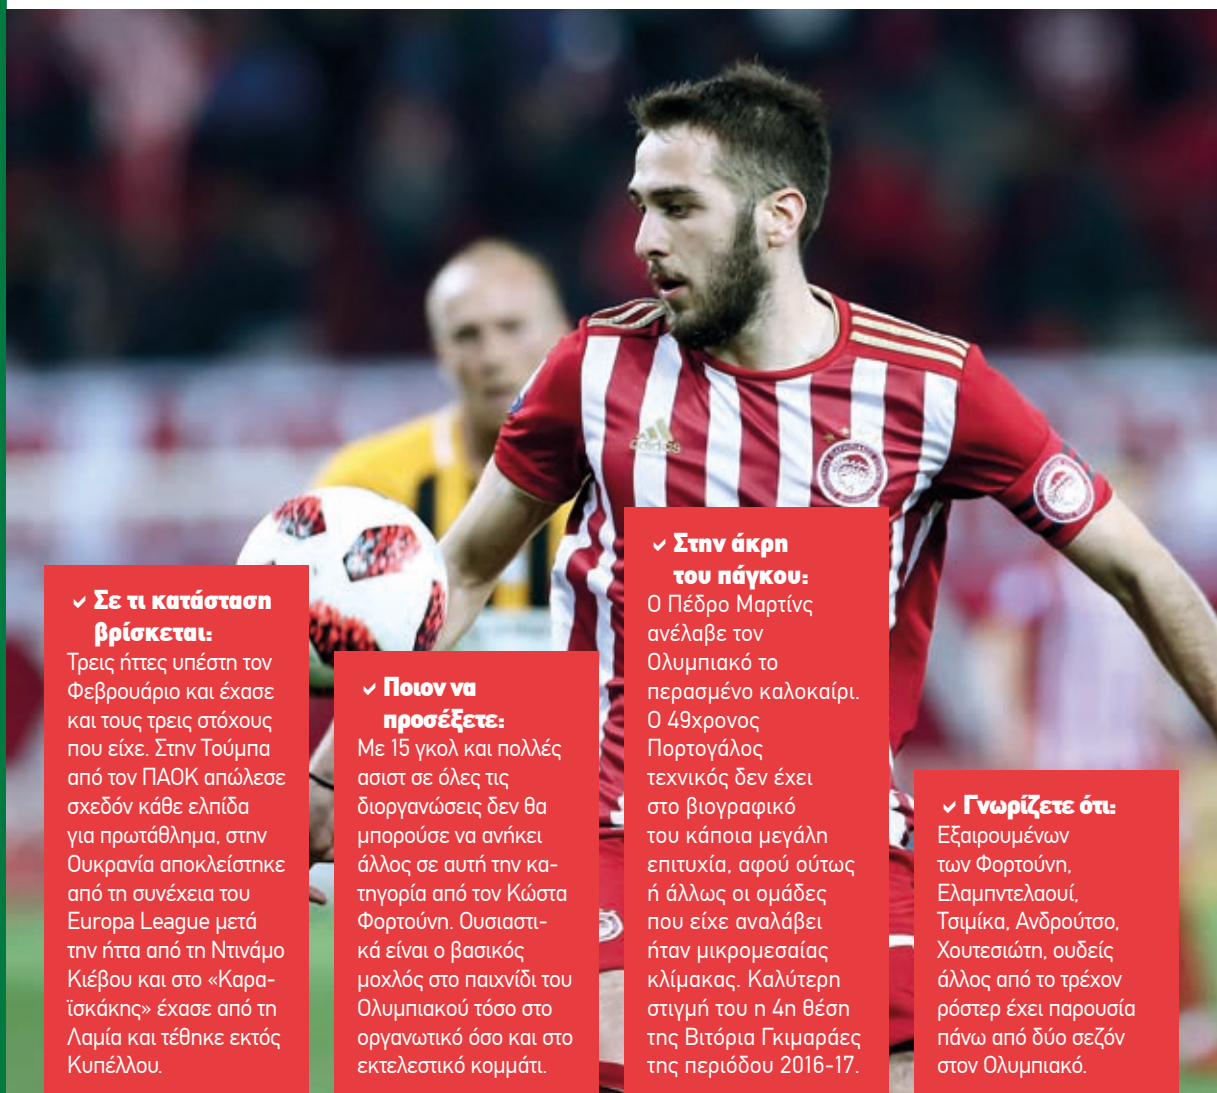 adidas
Σε τι κατάσταση
βρίσκεται:
Τρεις ήττες υπέστη τον
Φεβρουάριο και έχασε
και τους τρεις στόχους
που είχε. Στην Τούμπα
από τον ΠΑΟΚ απώλεσε
σχεδόν κάθε ελπίδα
για πρωτάθλημα, στην
Ουκρανία αποκλείστηκε
από τη συνέχεια του
Europa League μετά
την ήττα από τη Ντινάμο
Κιέβου και στο «Καρα-
ϊσκάκης» έχασε από τη
Λαμία και τέθηκε εκτός
Κυπέλλου.
Ποιον να
προσέξετε:
Με 15 γκολ και πολλές
ασιστ σε όλες τις
διοργανώσεις δεν θα
μπορούσε να ανήκει
άλλος σε αυτή την κα-
τηγορία από τον Κώστα
Φορτούνη. Ουσιαστι-
κά είναι ο βασικός
μοχλός στο παιχνίδι του
Ολυμπιακού τόσο στο
οργανωτικό όσο και στο
εκτελεστικό κομμάτι.
Στην άκρη
του πάγκου:
Ο Πέδρο Μαρτίνς
ανέλαβε τον
Ολυμπιακό το
περασμένο καλοκαίρι.
Ο 49χρονος
Πορτογάλος
τεχνικός δεν έχει
στο βιογραφικό
του κάποια μεγάλη
επιτυχία, αφού ούτως
ή άλλως οι ομάδες
που είχε αναλάβει
ήταν μικρομεσαίας
κλίμακας. Καλύτερη
στιγμή του η 4η θέση
της Βιτόρια Γκιμαράες
της περιόδου 2016-17.
Γνωρίζετε ότι:
Εξαιρουμένων
των Φορτούνη,
Ελαμπντελαουί,
Τσιμίκα, Ανδρούτσο,
Χουτεσιώτη, ουδείς
άλλος από το τρέχον
ρόστερ έχει παρουσία
πάνω από δύο σεζόν
στον Ολυμπιακό.